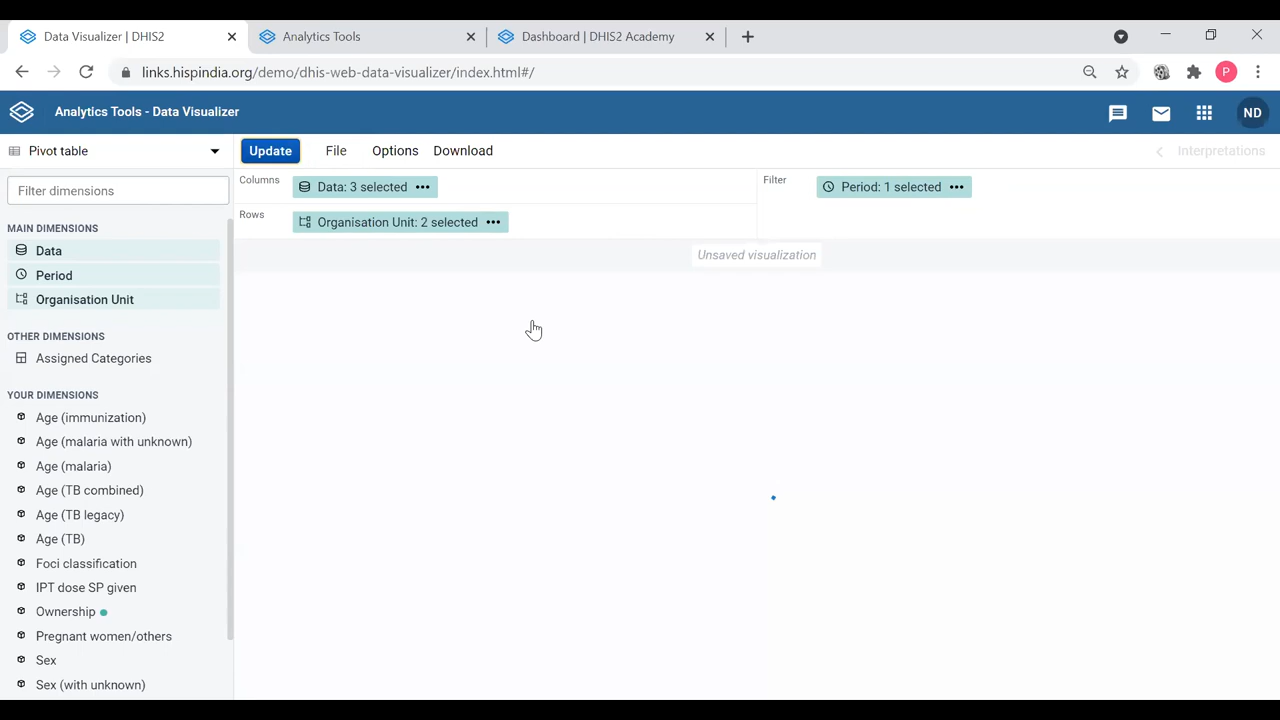 Data Visualizer | DHIS2
Analytics Tools
Dashboard | DHIS2 Academy
links.hispindia.org/demo/dhis-web-data-visualizer/index.html#/
P
Analytics Tools - Data Visualizer
ND
Pivot table
Update
File
Options
Download
Interpretations
Filter dimensions
Columns
Data: 3 selected
Filter
Period: 1 selected
Rows
Organisation Unit: 2 selected
Unsaved visualization
MAIN DIMENSIONS
Data
Period
Organisation Unit
OTHER DIMENSIONS
Assigned Categories
YOUR DIMENSIONS
Age (immunization)
Age (malaria with unknown)
Age (malaria)
Age (TB combined)
Age (TB legacy)
Age (TB)
Foci classification
IPT dose SP given
Ownership
Pregnant women/others
Sex
Sex (with unknown)